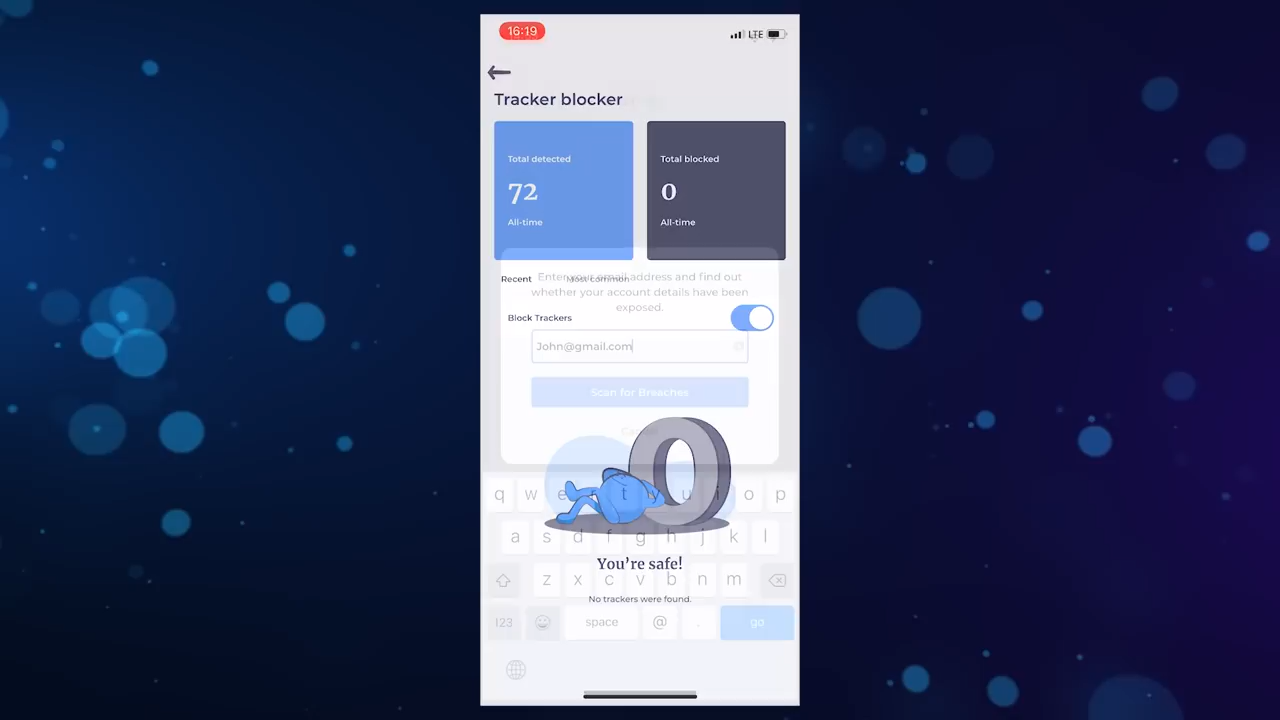 16:19
LTE
Tracker blocker
Total detected
72
All-time
Total blocked
0
All-time
Recent
Most common
Enter your email address and find out
whether your account details have been
exposed.
Block Trackers
John@gmail.com
Scan for Breaches
Cancel
q w e t y u i o p
a s d f g h j k l
You're safe!
z x c v b n m
No trackers were found.
123
space
@
.
go